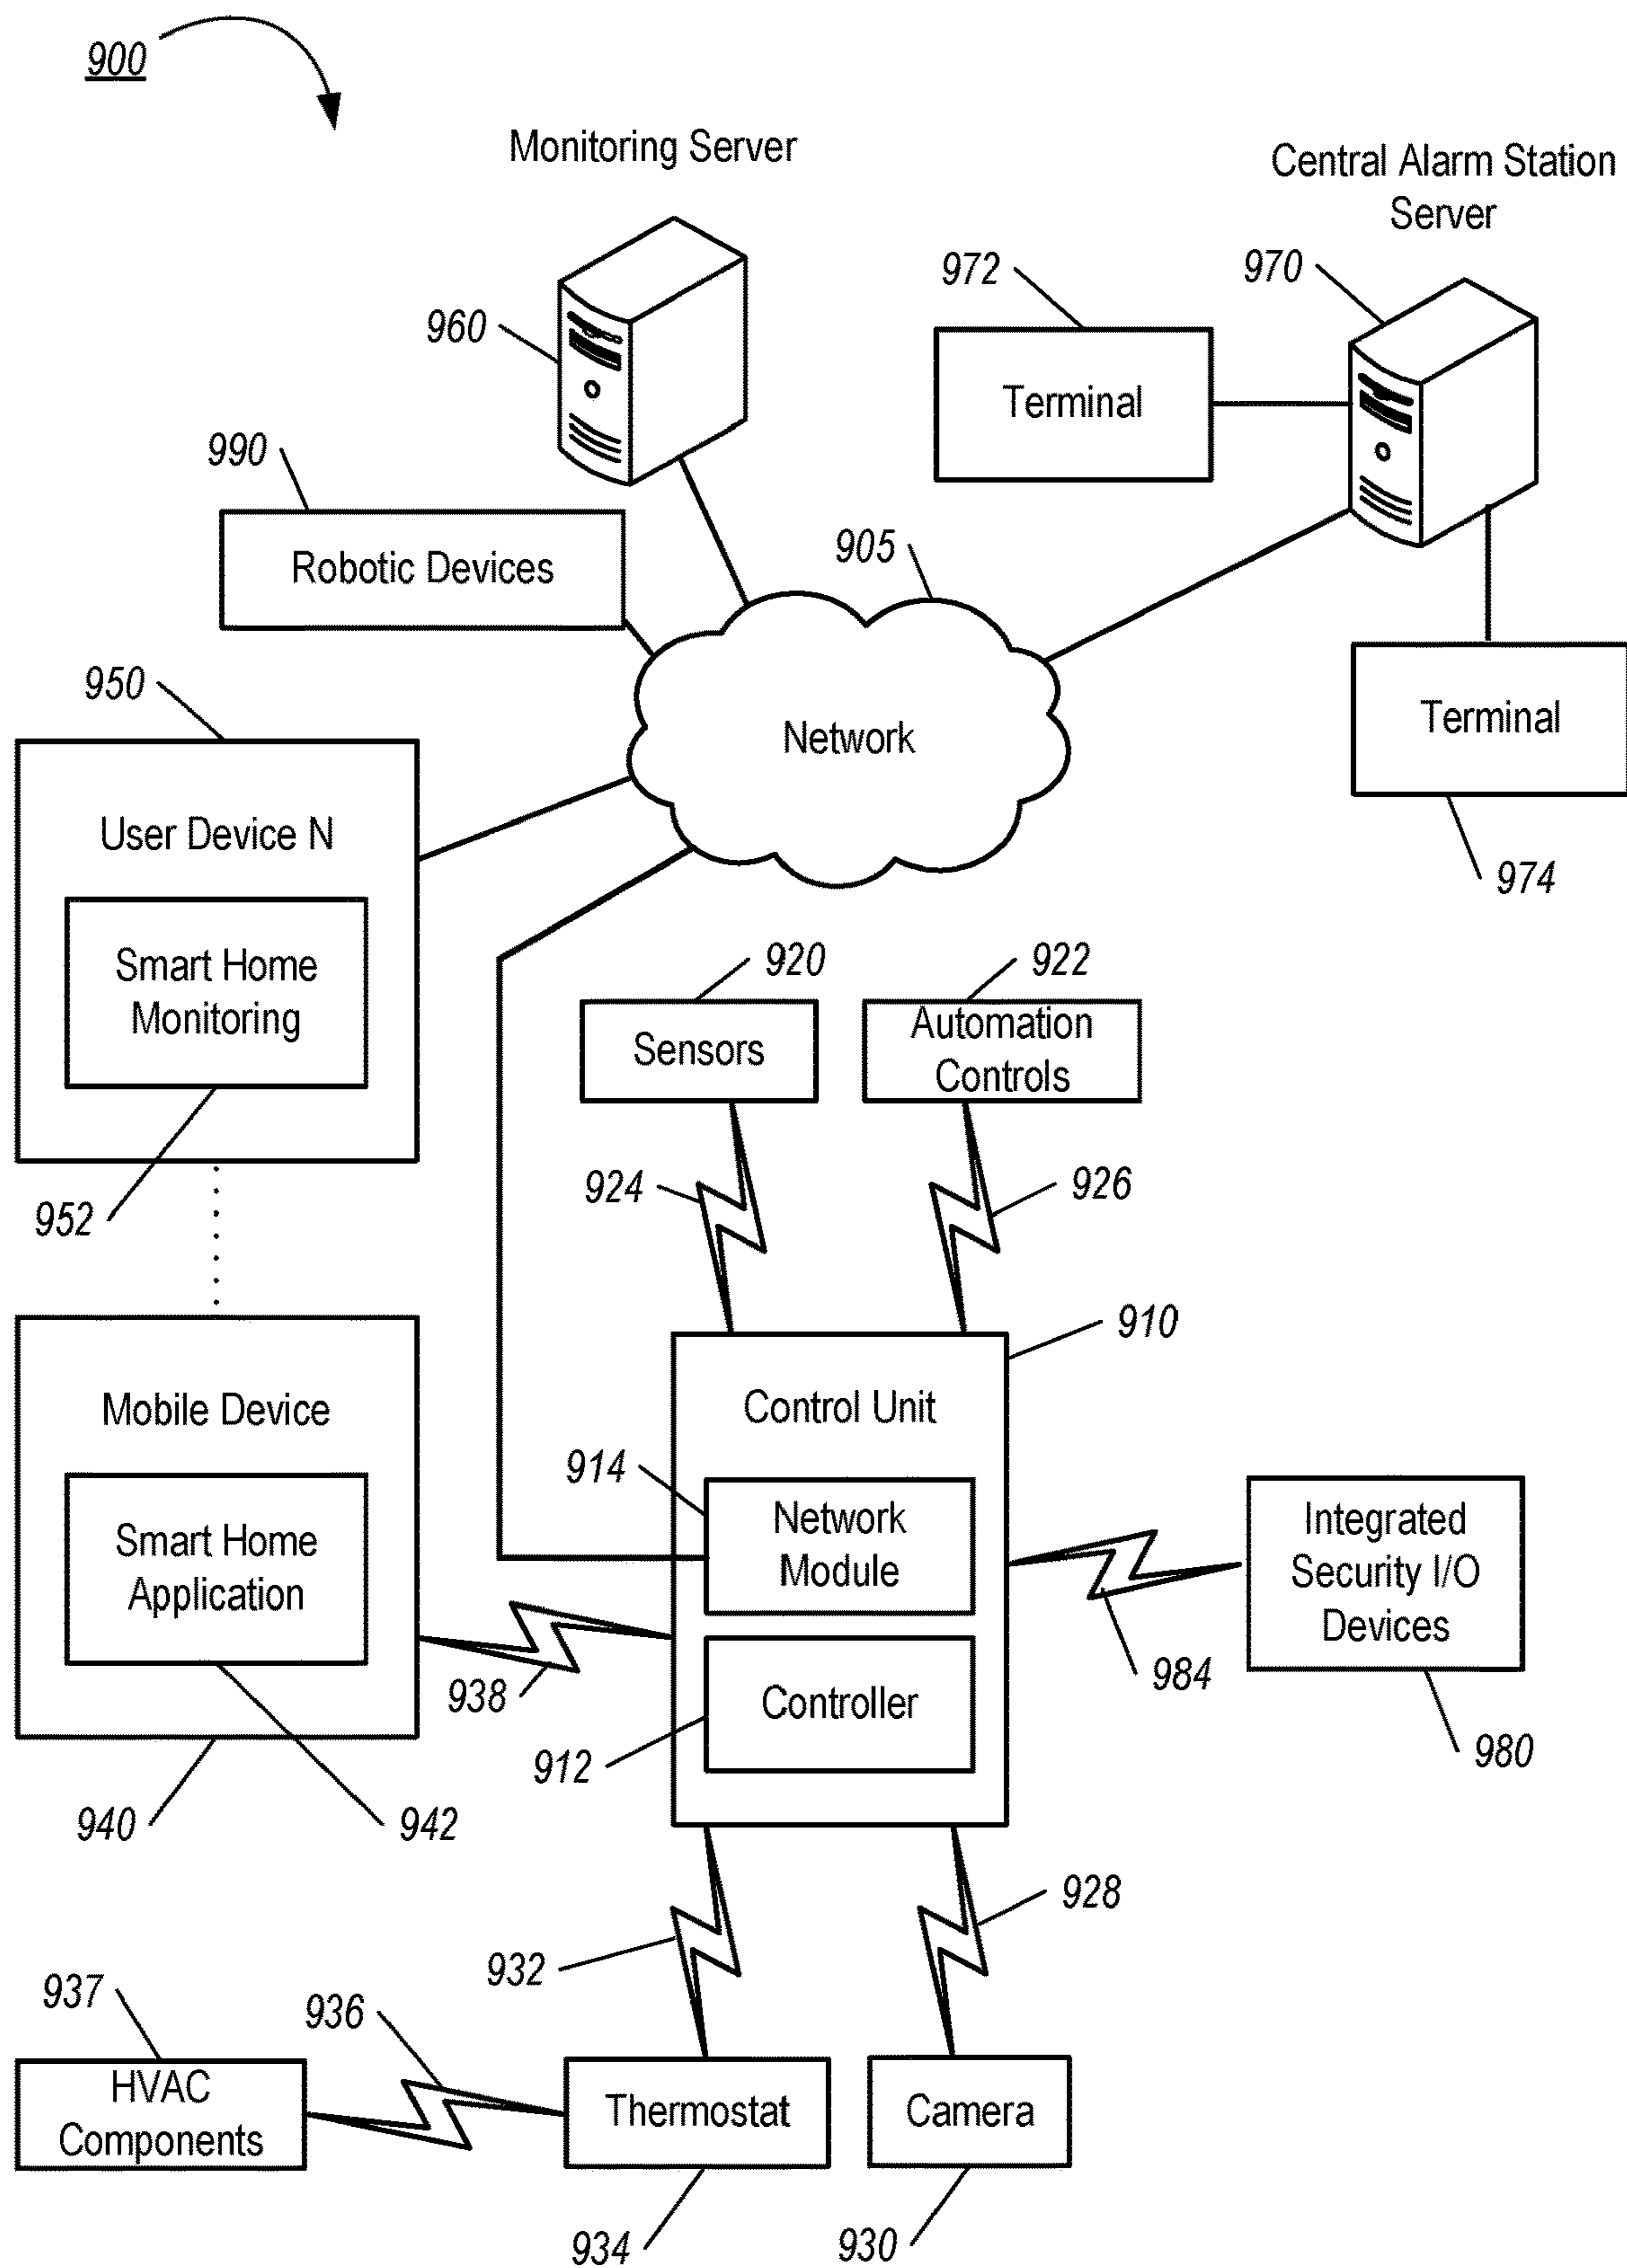 900
Monitoring Server
Central Alarm Station
Server
972
970
960
Terminal
990
905
Robotic Devices
950
Terminal
Network
User Device N
974
Smart Home
Monitoring
920
922
Sensors
Automation
Controls
924
926
952
910
Mobile Device
Control Unit
914
Network
Module
Integrated
Security I/O
Devices
Smart Home
Application
938
984
Controller
912
980
940
942
928
932
937
936
HVAC
Components
Thermostat
Camera
934
930